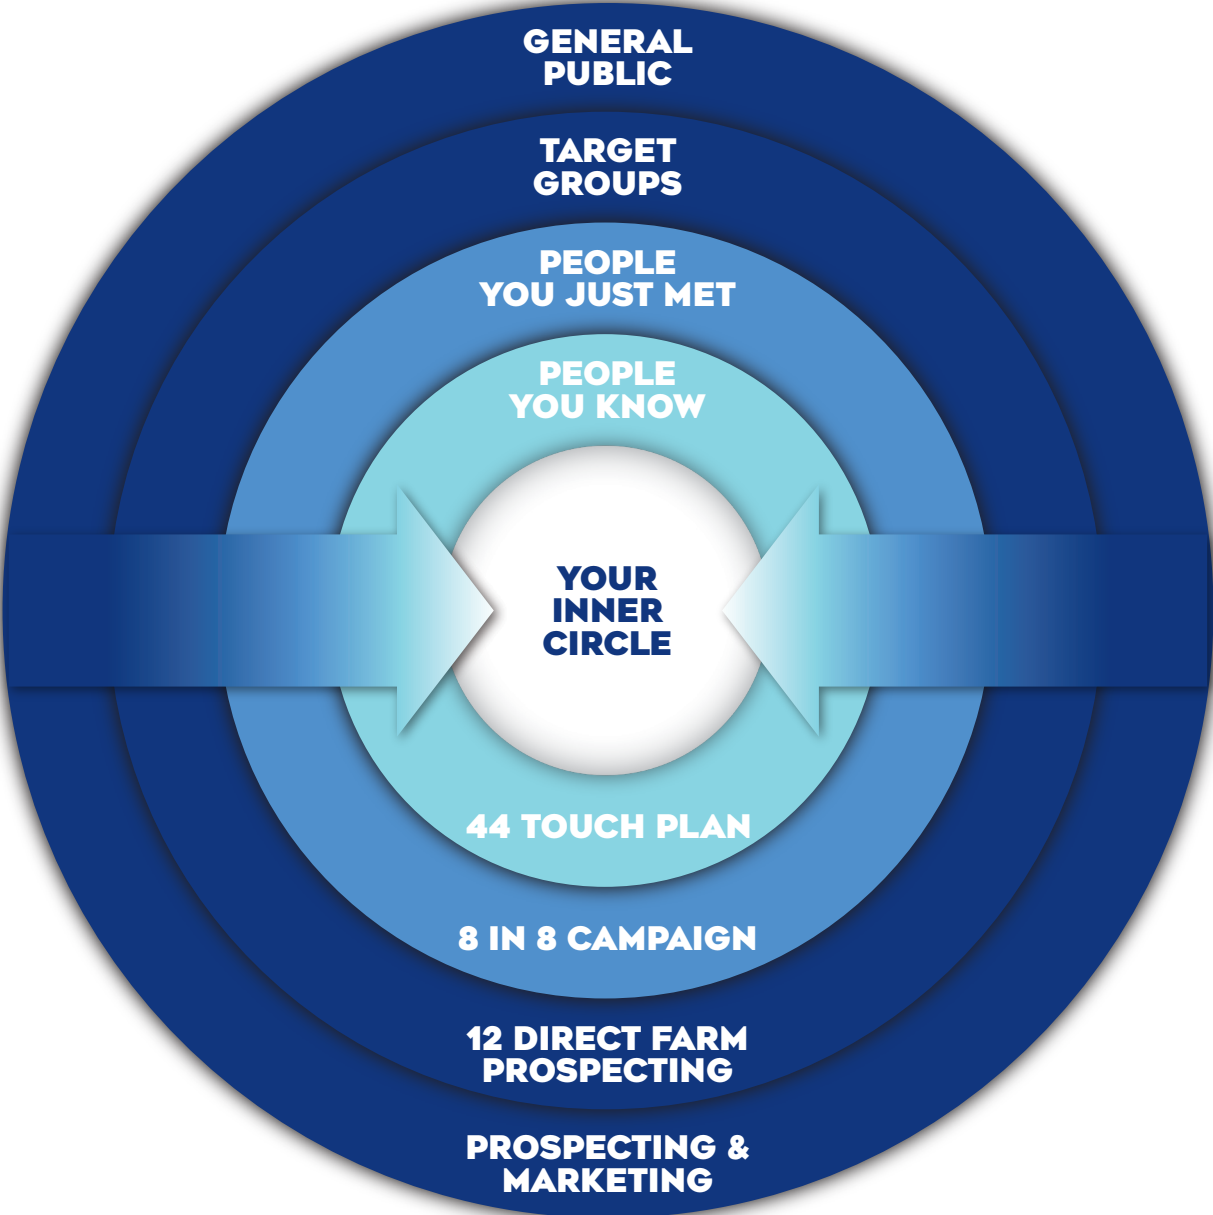 GENERAL
PUBLIC
TARGET
GROUPS
PEOPLE
YOU JUST MET
PEOPLE
YOU KNOW
YOUR
INNER
CIRCLE
44 TOUCH PLAN
8 IN 8 CAMPAIGN
12 DIRECT FARM
PROSPECTING
PROSPECTING &
MARKETING